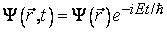 Ψ(r⃗,t) = Ψ(r⃗)e^{-iEt/ħ}